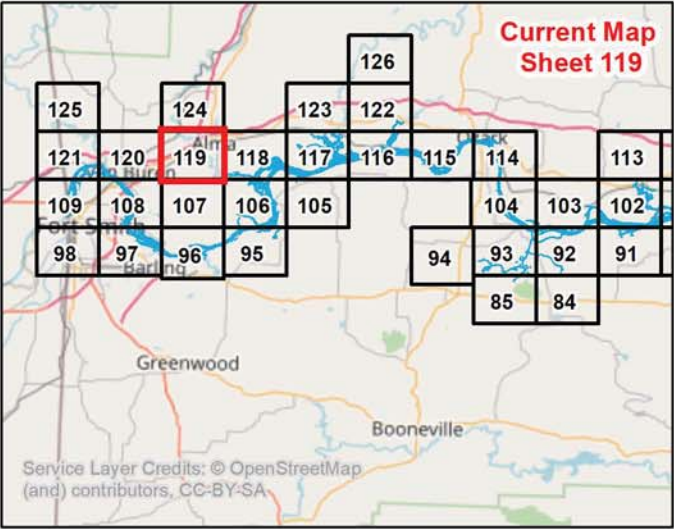 Current Map
Sheet 119
126
125 124 123 122
Alma Ozark
121 120 119 118 117 116 115 114 113
Van Buren
109 108 107 106 105 104 103 102
Fort Smith
98 97 96 95 94 93 92 91
Barling
85 84
Greenwood
Booneville
Service Layer Credits: © OpenStreetMap
(and) contributors, CC-BY-SA